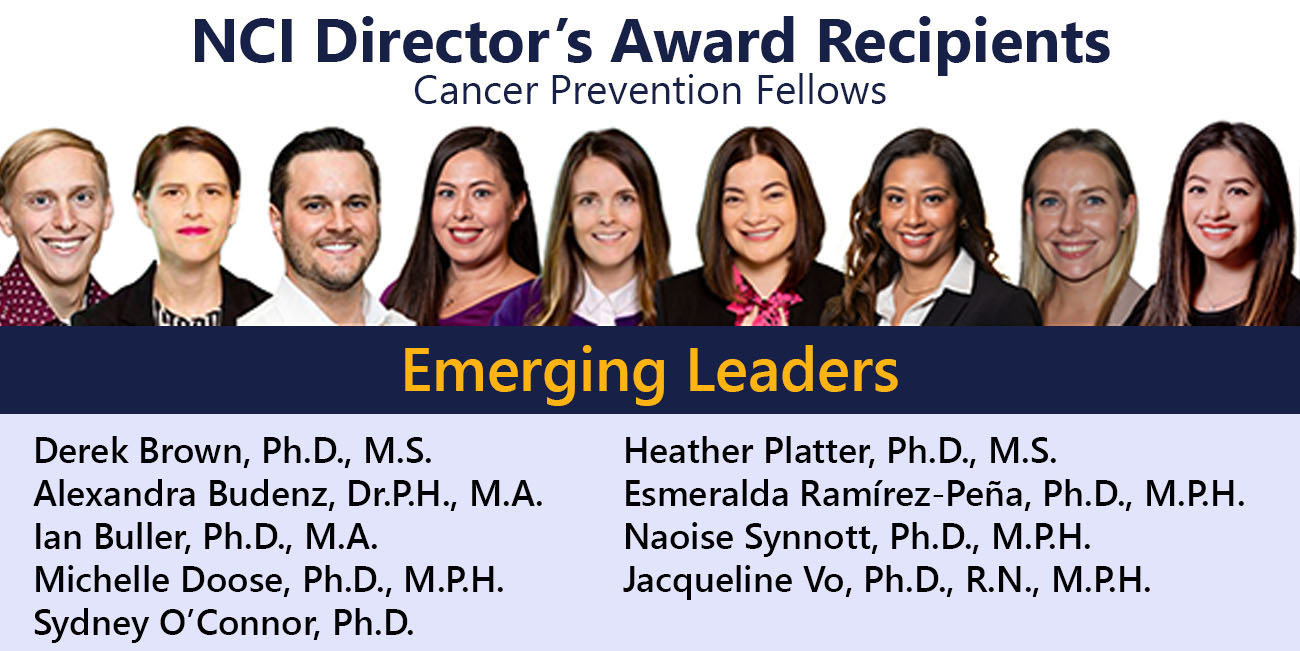 NCI Director’s Award Recipients
Cancer Prevention Fellows
Emerging Leaders
Derek Brown, Ph.D., M.S.
Alexandra Budenz, Dr.P.H., M.A.
Ian Buller, Ph.D., M.A.
Michelle Doose, Ph.D., M.P.H.
Sydney O’Connor, Ph.D.
Heather Platter, Ph.D., M.S.
Esmeralda Ramírez-Peña, Ph.D., M.P.H.
Naoise Synnott, Ph.D., M.P.H.
Jacqueline Vo, Ph.D., R.N., M.P.H.